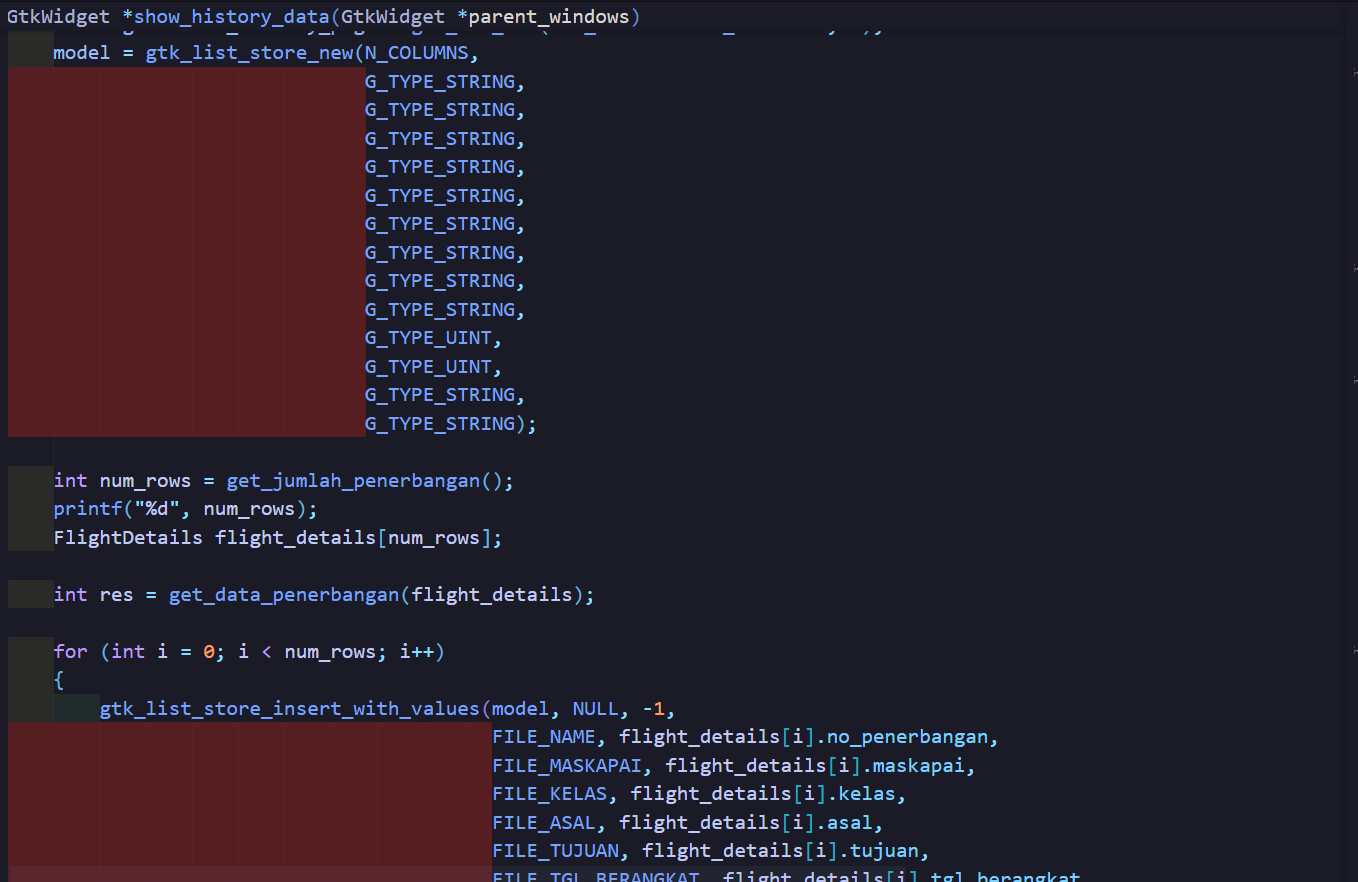 GtkWidget *show_history_data(GtkWidget *parent_windows)
model = gtk_list_store_new(N_COLUMNS,
G_TYPE_STRING,
G_TYPE_STRING,
G_TYPE_STRING,
G_TYPE_STRING,
G_TYPE_STRING,
G_TYPE_STRING,
G_TYPE_STRING,
G_TYPE_STRING,
G_TYPE_STRING,
G_TYPE_UINT,
G_TYPE_UINT,
G_TYPE_STRING,
G_TYPE_STRING);
int num_rows = get_jumlah_penerbangan();
printf("%d", num_rows);
FlightDetails flight_details[num_rows];
int res = get_data_penerbangan(flight_details);
for (int i = 0; i < num_rows; i++)
{
gtk_list_store_insert_with_values(model, NULL, -1,
FILE_NAME, flight_details[i].no_penerbangan,
FILE_MASKAPAI, flight_details[i].maskapai,
FILE_KELAS, flight_details[i].kelas,
FILE_ASAL, flight_details[i].asal,
FILE_TUJUAN, flight_details[i].tujuan,
FILE_TGL_BERANGKAT, flight_details[i].tgl_berangkat